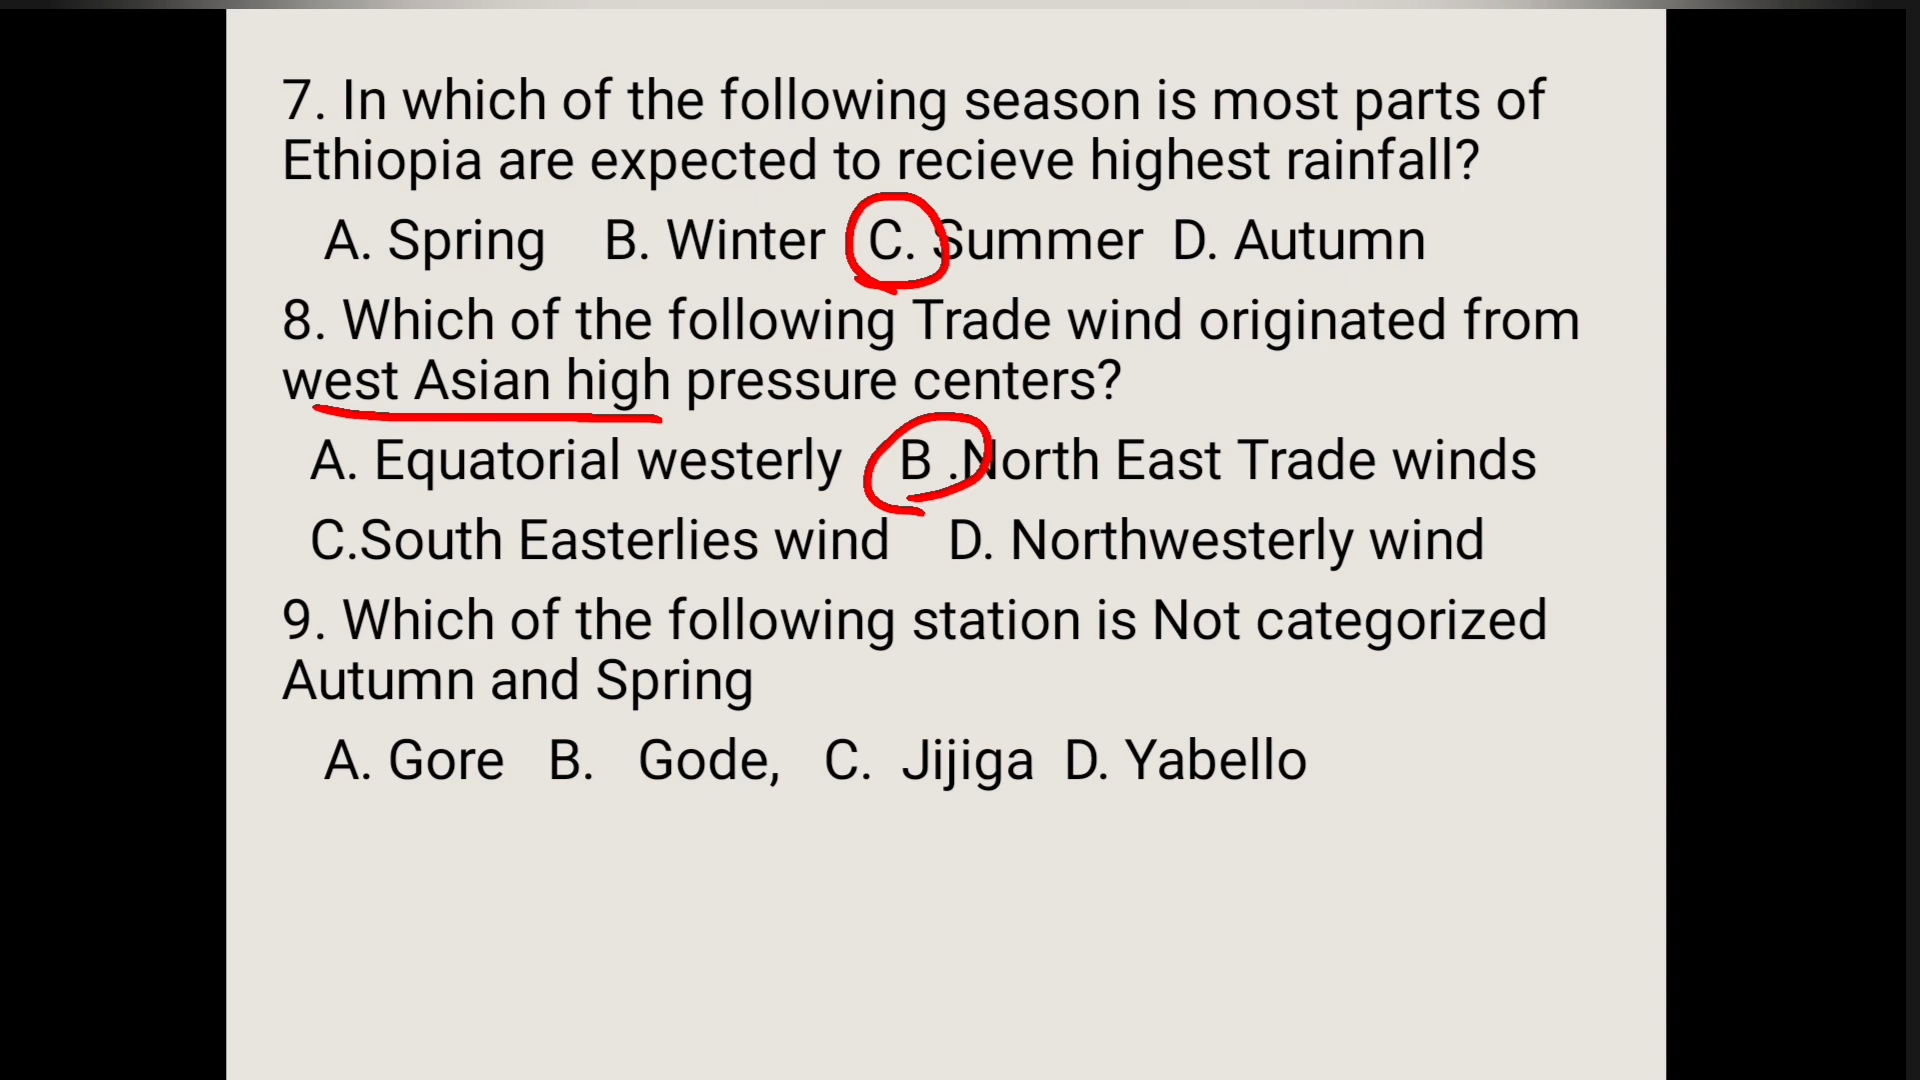 7. In which of the following season is most parts of
Ethiopia are expected to recieve highest rainfall?
A. Spring B. Winter C. Summer D. Autumn
8. Which of the following Trade wind originated from
west Asian high pressure centers?
A. Equatorial westerly B .North East Trade winds
C.South Easterlies wind D. Northwesterly wind
9. Which of the following station is Not categorized
Autumn and Spring
A. Gore B. Gode, C. Jijiga D. Yabello